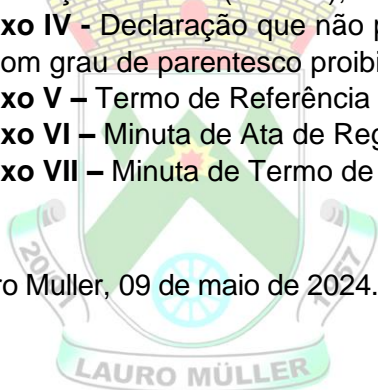 xo IV - Declaração que não p
om grau de parentesco proibi
xo V – Termo de Referência
xo VI – Minuta de Ata de Reg
xo VII – Minuta de Termo de
ro Muller, 09 de maio de 2024.
LAURO MÜLLER